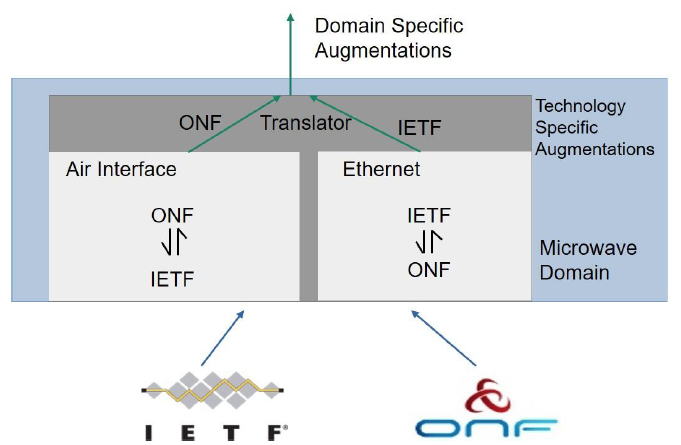 Domain Specific
Augmentations
ONF Translator IETF
Technology
Specific
Augmentations
Air Interface
Ethernet
ONF
IETF
IETF
ONF
Microwave
Domain
I E T F®
onF